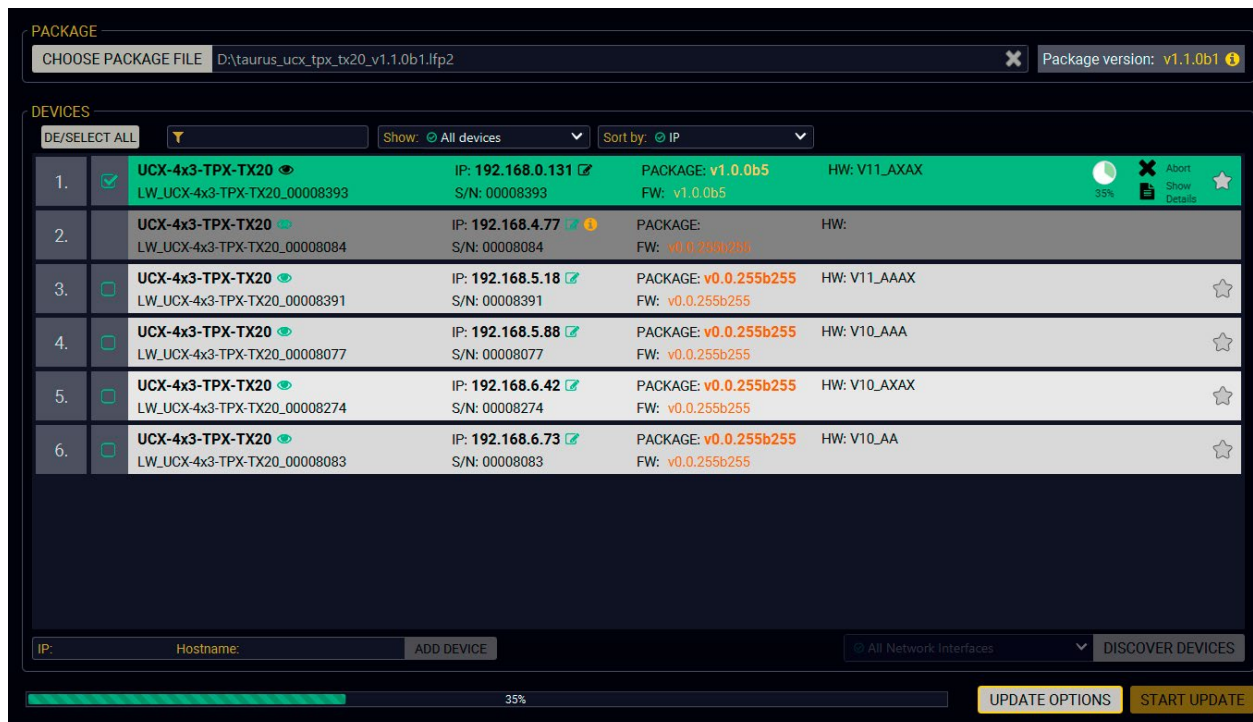 PACKAGE
CHOOSE PACKAGE FILE D:\taurus_ucx_tpx_tx20_v1.1.0b1.lfp2 Package version: v1.1.0b1
DEVICES
DE/SELECT ALL Show: All devices Sort by: IP
1. UCX-4x3-TPX-TX20 IP: 192.168.0.131 PACKAGE: v1.0.0b5 HW: V11_AXAX Abort
LW_UCX-4x3-TPX-TX20_00008393 S/N: 00008393 FW: v1.0.0b5 35% Show Details
2. UCX-4x3-TPX-TX20 IP: 192.168.4.77 PACKAGE: HW:
LW_UCX-4x3-TPX-TX20_00008084 S/N: 00008084 FW: v0.0.255b255
3. UCX-4x3-TPX-TX20 IP: 192.168.5.18 PACKAGE: v0.0.255b255 HW: V11_AAAX
LW_UCX-4x3-TPX-TX20_00008391 S/N: 00008391 FW: v0.0.255b255
4. UCX-4x3-TPX-TX20 IP: 192.168.5.88 PACKAGE: v0.0.255b255 HW: V10_AAA
LW_UCX-4x3-TPX-TX20_00008077 S/N: 00008077 FW: v0.0.255b255
5. UCX-4x3-TPX-TX20 IP: 192.168.6.42 PACKAGE: v0.0.255b255 HW: V10_AXAX
LW_UCX-4x3-TPX-TX20_00008274 S/N: 00008274 FW: v0.0.255b255
6. UCX-4x3-TPX-TX20 IP: 192.168.6.73 PACKAGE: v0.0.255b255 HW: V10_AA
LW_UCX-4x3-TPX-TX20_00008083 S/N: 00008083 FW: v0.0.255b255
IP: Hostname: ADD DEVICE All Network Interfaces DISCOVER DEVICES
35% UPDATE OPTIONS START UPDATE